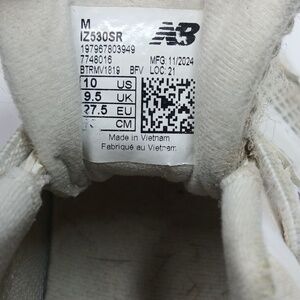 M
IZ530SR
197967803949
7748016 MFG 11/2024
BTRMV1819 BFV LOC: 21
10 US
9.5 UK
27.5 EU
CM
Made in Vietnam
Fabriqué au Vietnam